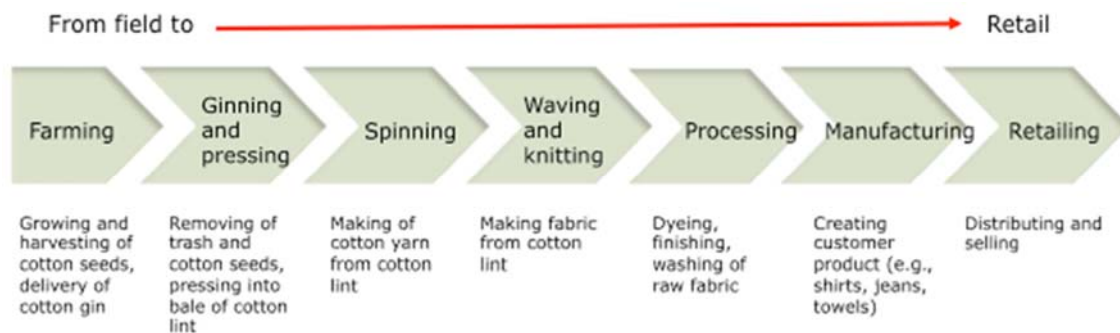 From field to
Retail
Farming
Ginning
and
pressing
Spinning
Waving
and
knitting
Processing
Manufacturing
Retailing
Growing and
harvesting of
cotton seeds,
delivery of
cotton gin
Removing of
trash and
cotton seeds,
pressing into
bale of cotton
lint
Making of
cotton yarn
from cotton
lint
Making fabric
from cotton
lint
Dyeing,
finishing,
washing of
raw fabric
Creating
customer
product (e.g.,
shirts, jeans,
towels)
Distributing and
selling